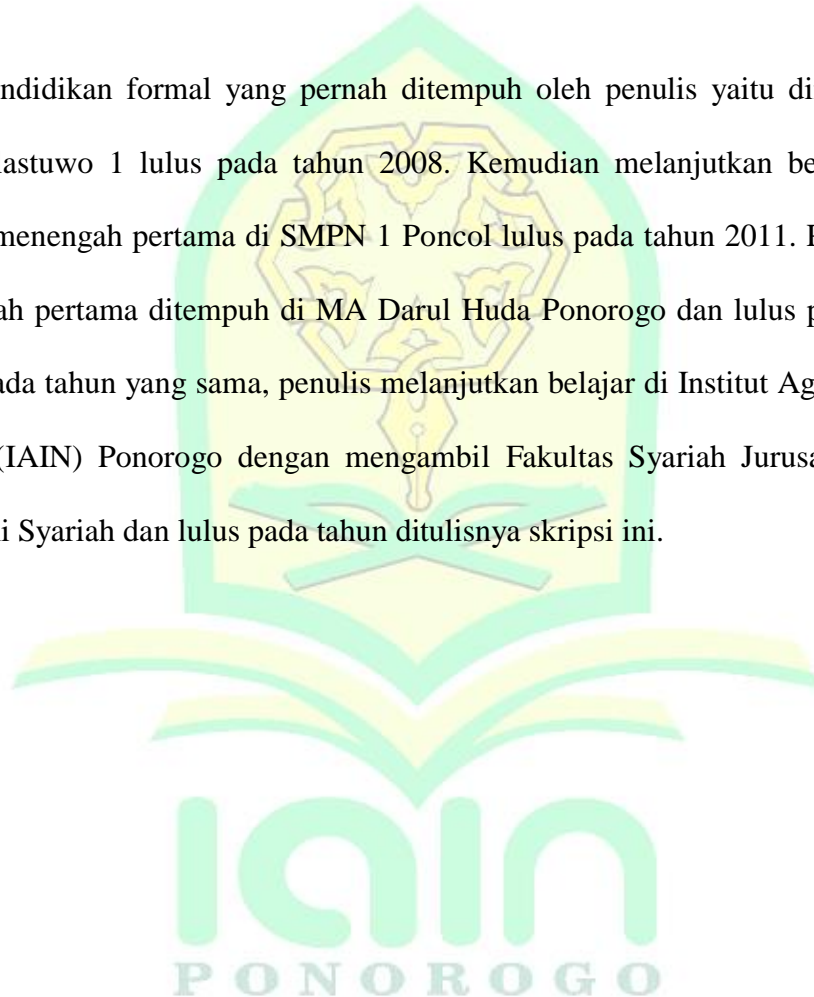 ndidikan formal yang pernah ditempuh oleh penulis yaitu di
lastuwo 1 lulus pada tahun 2008. Kemudian melanjutkan be
menengah pertama di SMPN 1 Poncol lulus pada tahun 2011.
ah pertama ditempuh di MA Darul Huda Ponorogo dan lulus p
ada tahun yang sama, penulis melanjutkan belajar di Institut Ag
(IAIN) Ponorogo dengan mengambil Fakultas Syariah Jurusa
i Syariah dan lulus pada tahun ditulisnya skripsi ini.
iain
PONOROGO